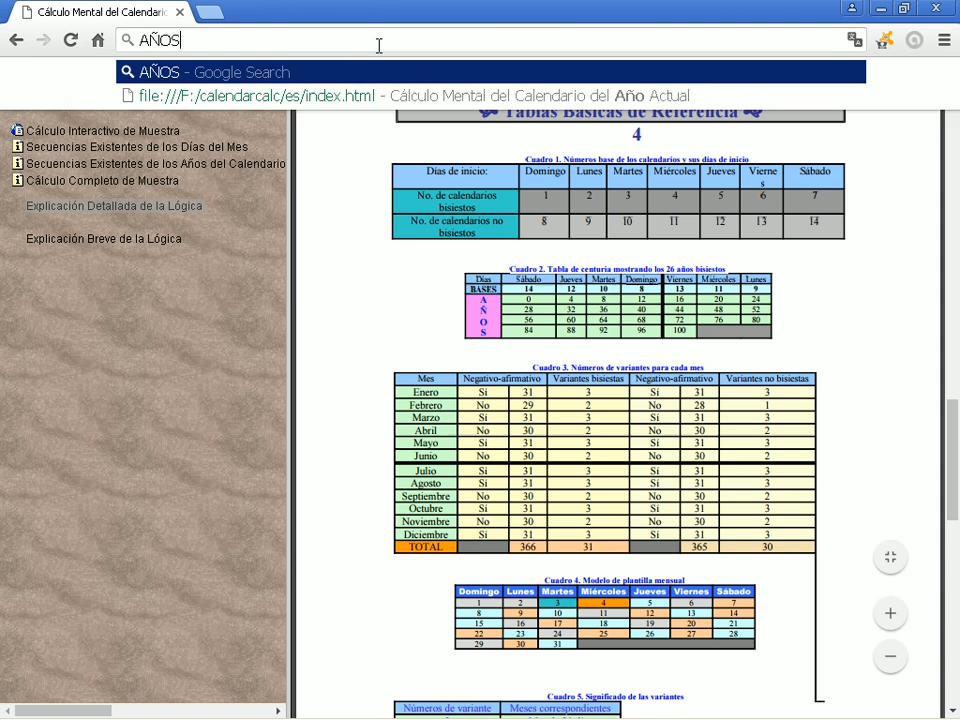 Cálculo Mental del Calendario
AÑOS
AÑOS - Google Search
file:///F:/calendarcalc/es/index.html - Cálculo Mental del Calendario del Año Actual
Cálculo Interactivo de Muestra
Secuencias Existentes de los Días del Mes
Secuencias Existentes de los Años del Calendario
Cálculo Completo de Muestra
Explicación Detallada de la Lógica
Explicación Breve de la Lógica
Tablas Básicas de Referencia
4
Cuadro 1. Números base de los calendarios y sus días de inicio
Días de inicio: Domingo Lunes Martes Miércoles Jueves Viernes Sábado
No. de calendarios bisiestos 1 2 3 4 5 6 7
No. de calendarios no bisiestos 8 9 10 11 12 13 14
Cuadro 2. Tabla de centuria mostrando los 26 años bisiestos
Días Sábado Jueves Martes Domingo Viernes Miércoles Lunes
BASES 14 12 10 8 13 11 9
A 0 4 8 12 16 20 24
Ñ 28 32 36 40 44 48 52
O 56 60 64 68 72 76 80
S 84 88 92 96 100
Cuadro 3. Números de variantes para cada mes
Mes Negativo-afirmativo Variantes bisiestas Negativo-afirmativo Variantes no bisiestas
Enero Sí 31 3 Sí 31 3
Febrero No 29 2 No 28 1
Marzo Sí 31 3 Sí 31 3
Abril No 30 2 No 30 2
Mayo Sí 31 3 Sí 31 3
Junio No 30 2 No 30 2
Julio Sí 31 3 Sí 31 3
Agosto Sí 31 3 Sí 31 3
Septiembre No 30 2 No 30 2
Octubre Sí 31 3 Sí 31 3
Noviembre No 30 2 No 30 2
Diciembre Sí 31 3 Sí 31 3
TOTAL 366 31 365 30
Cuadro 4. Modelo de plantilla mensual
Domingo Lunes Martes Miércoles Jueves Viernes Sábado
1 2 3 4 5 6 7
8 9 10 11 12 13 14
15 16 17 18 19 20 21
22 23 24 25 26 27 28
29 30 31
Cuadro 5. Significado de las variantes
Números de variante Meses correspondientes